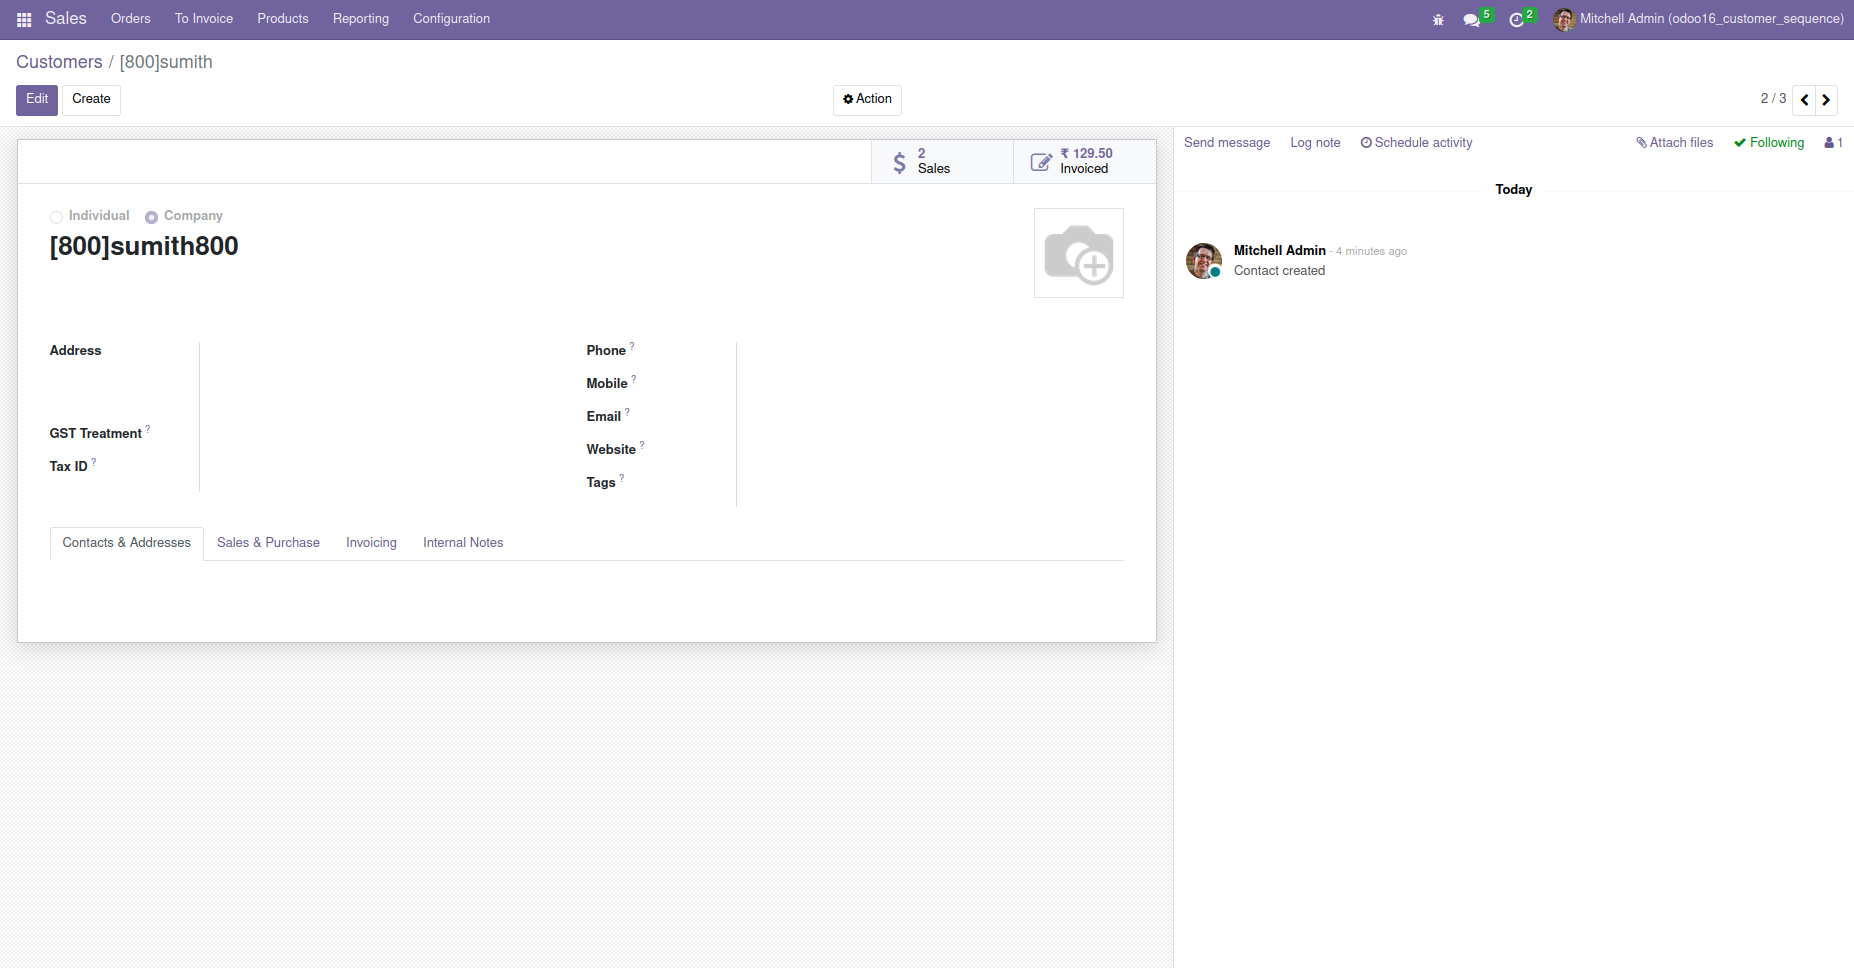 Sales Orders To Invoice Products Reporting Configuration 5 2 Mitchell Admin (odoo16_customer_sequence)
Customers / [800]sumith
Edit Create Action 2 / 3
2 Sales
₹ 129.50 Invoiced
Individual Company
[800]sumith800
Address
GST Treatment ?
Tax ID ?
Phone ?
Mobile ?
Email ?
Website ?
Tags ?
Contacts & Addresses Sales & Purchase Invoicing Internal Notes
Send message Log note Schedule activity Attach files Following 1
Today
Mitchell Admin - 4 minutes ago
Contact created